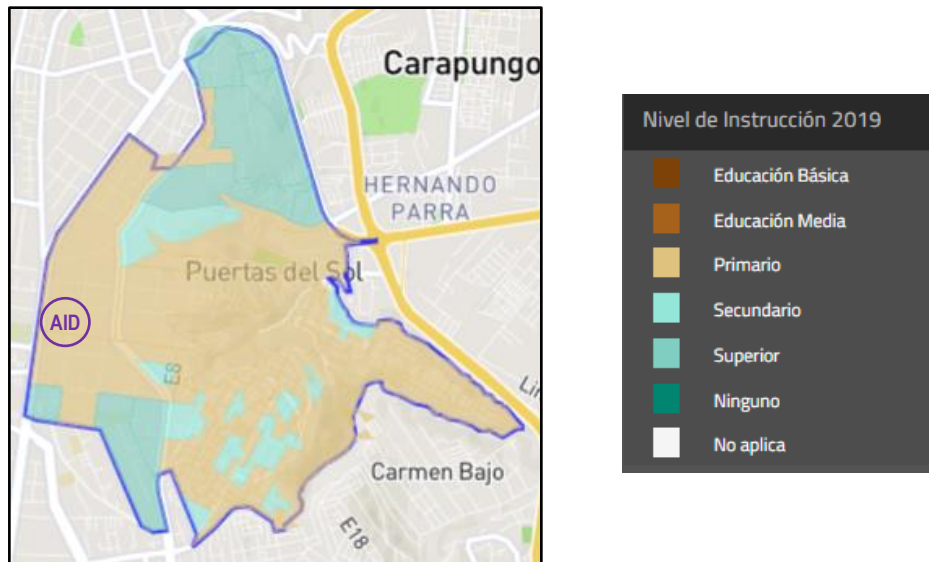 Carapungo
HERNANDO
PARRA
Puertas del Sol
AID
E8
Carmen Bajo
E18
Nivel de Instrucción 2019
Educación Básica
Educación Media
Primario
Secundario
Superior
Ninguno
No aplica